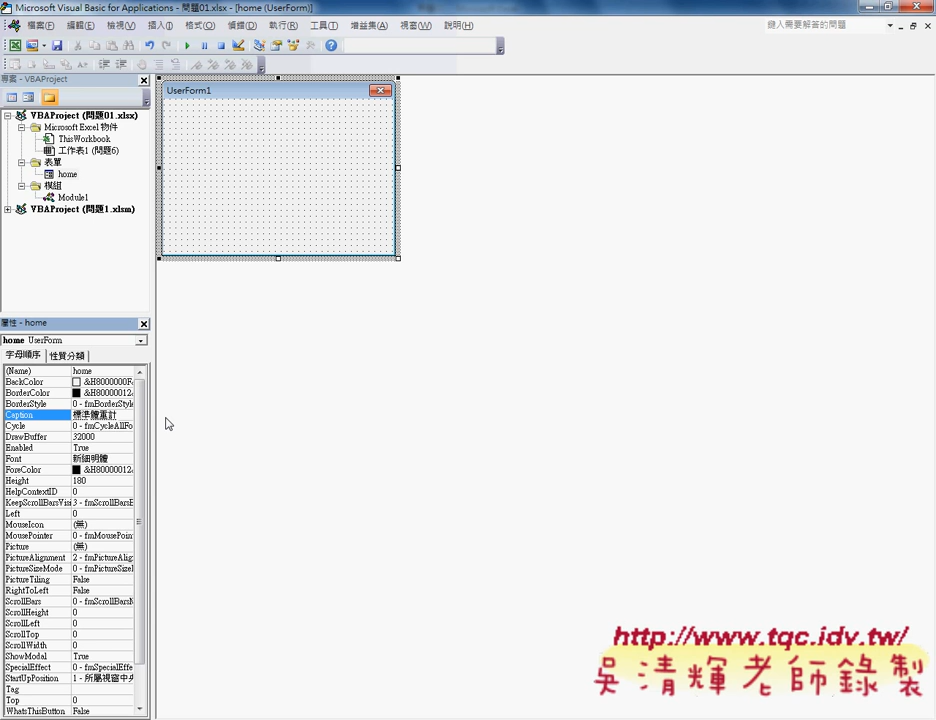 Microsoft Visual Basic for Applications - 問題01.xlsx - [home (UserForm)]
檔案(F) 編輯(E) 檢視(V) 插入(I) 格式(O) 偵錯(D) 執行(R) 工具(T) 增益集(A) 視窗(W) 說明(H)
鍵入需要解答的問題
專案 - VBAProject
VBAProject (問題01.xlsx)
Microsoft Excel 物件
ThisWorkbook
工作表1 (問題6)
表單
home
模組
Module1
VBAProject (問題1.xlsm)
UserForm1
屬性 - home
home UserForm
字母順序 性質分類
(Name) home
BackColor &H8000000F&
BorderColor &H80000012&
BorderStyle 0 - fmBorderStyle
Caption 標準體重計
Cycle 0 - fmCycleAllFo
DrawBuffer 32000
Enabled True
Font 新細明體
ForeColor &H80000012&
Height 180
HelpContextID 0
KeepScrollBarsVisi 3 - fmScrollBarsB
Left 0
MouseIcon (無)
MousePointer 0 - fmMousePoin
Picture (無)
PictureAlignment 2 - fmPictureAlig
PictureSizeMode 0 - fmPictureSizeM
PictureTiling False
RightToLeft False
ScrollBars 0 - fmScrollBarsN
ScrollHeight 0
ScrollLeft 0
ScrollTop 0
ScrollWidth 0
ShowModal True
SpecialEffect 0 - fmSpecialEffe
StartUpPosition 1 - 所屬視窗中央
Tag
Top 0
WhatsThisButton False
http://www.tqc.idv.tw/
吳清輝老師錄製